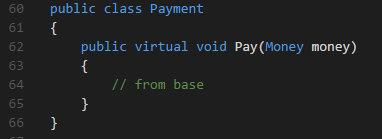 60 public class Payment
61 {
62 public virtual void Pay(Money money)
63 {
64 // from base
65 }
66 }